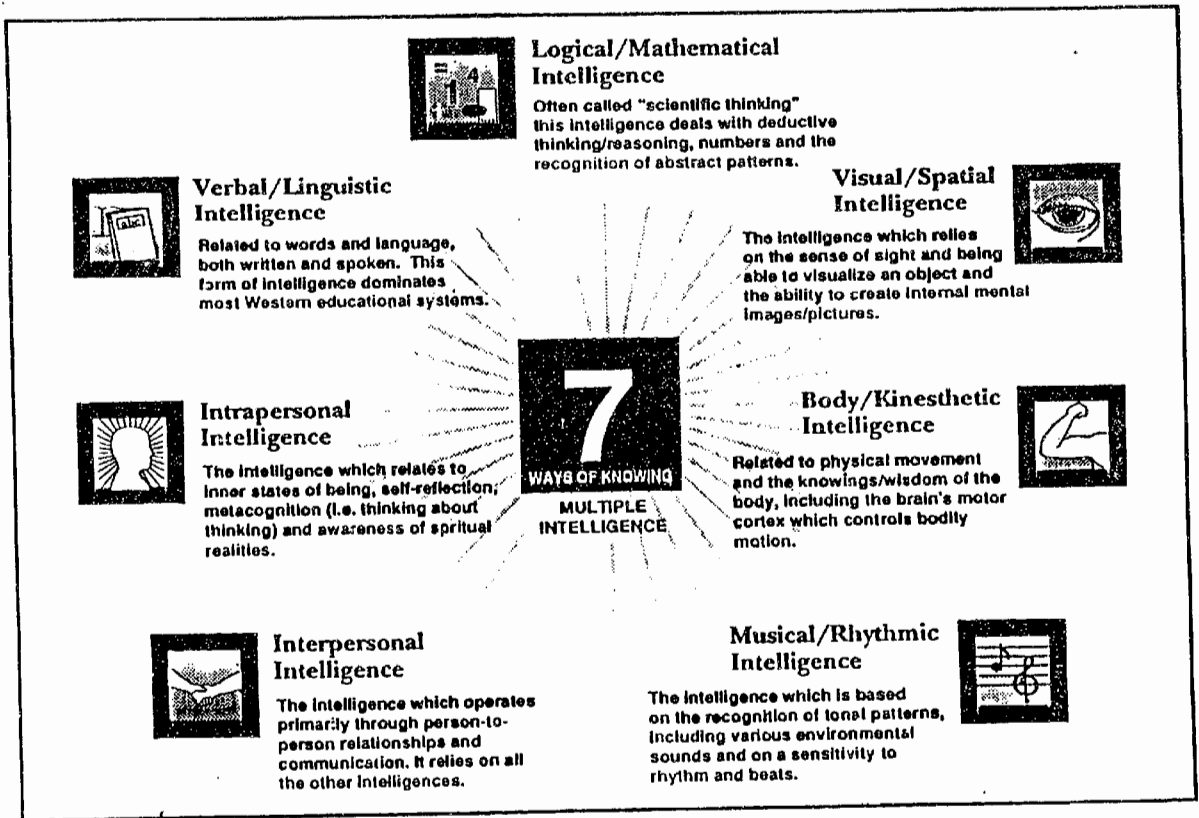 Logical/Mathematical
Intelligence
Often called "scientific thinking"
this intelligence deals with deductive
thinking/reasoning, numbers and the
recognition of abstract patterns.
= 4
1
Verbal/Linguistic
Intelligence
Related to words and language,
both written and spoken. This
form of intelligence dominates
most Western educational systems.
abc
Visual/Spatial
Intelligence
The intelligence which relies
on the sense of sight and being
able to visualize an object and
the ability to create internal mental
images/pictures.
7
WAYS OF KNOWING
MULTIPLE
INTELLIGENCE
Intrapersonal
Intelligence
The intelligence which relates to
inner states of being, self-reflection,
metacognition (i.e. thinking about
thinking) and awareness of spritual
realities.
Body/Kinesthetic
Intelligence
Related to physical movement
and the knowings/wisdom of the
body, including the brain's motor
cortex which controls bodily
motion.
Interpersonal
Intelligence
The intelligence which operates
primarily through person-to-
person relationships and
communication. It relies on all
the other intelligences.
Musical/Rhythmic
Intelligence
The intelligence which is based
on the recognition of tonal patterns,
including various environmental
sounds and on a sensitivity to
rhythm and beats.